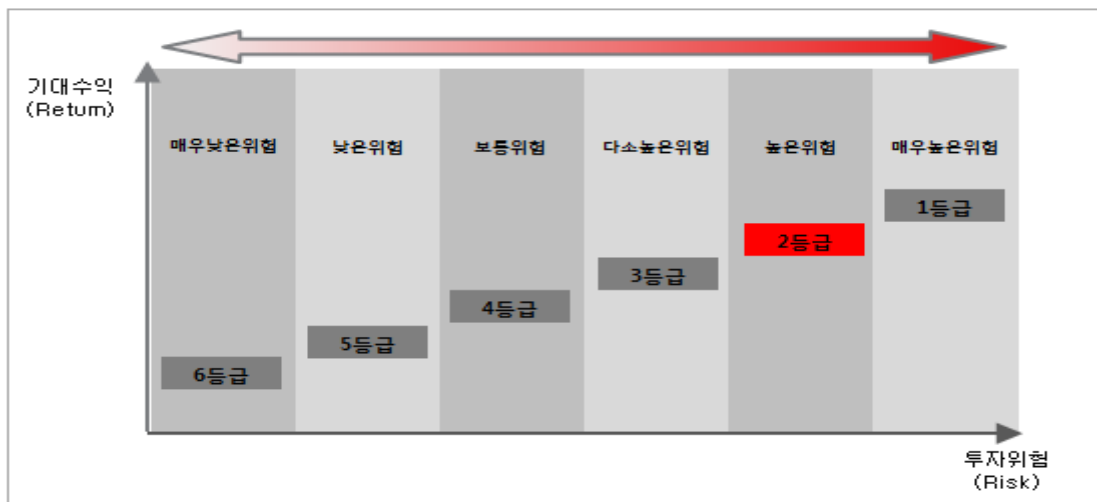 기대수익
(Return)
매우낮은위험 낮은위험 보통위험 다소높은위험 높은위험 매우높은위험
1등급
2등급
3등급
4등급
5등급
6등급
투자위험
(Risk)